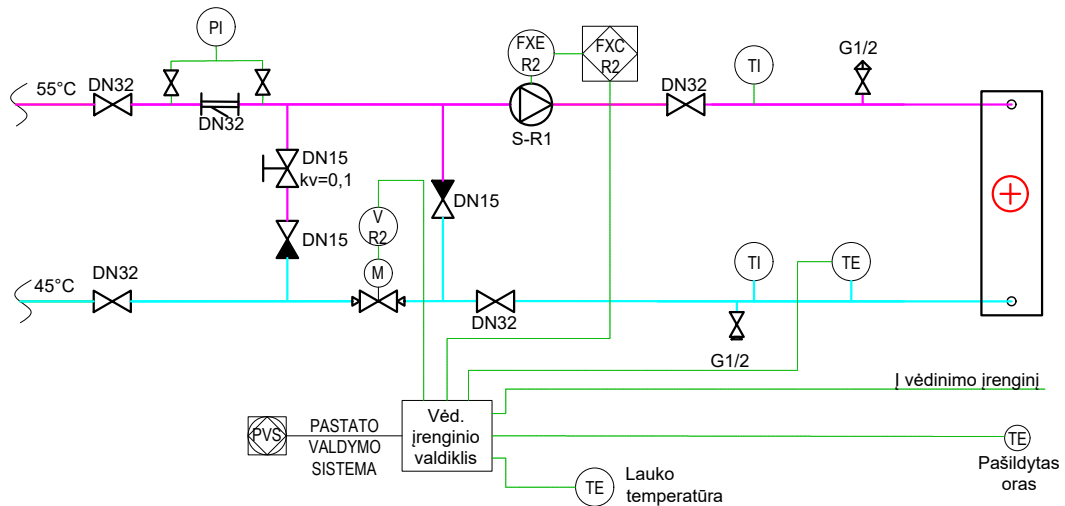 PI
FXE
R2
FXC
R2
G1/2
55°C
DN32
DN32
TI
DN32
S-R1
DN15
kv=0,1
DN15
V
R2
DN15
M
45°C
DN32
TI
TE
DN32
G1/2
Į vėdinimo įrenginį
PVS
PASTATO
VALDYMO
SISTEMA
Vėd.
įrenginio
valdiklis
TE
Pašildytas
oras
TE
Lauko
temperatūra